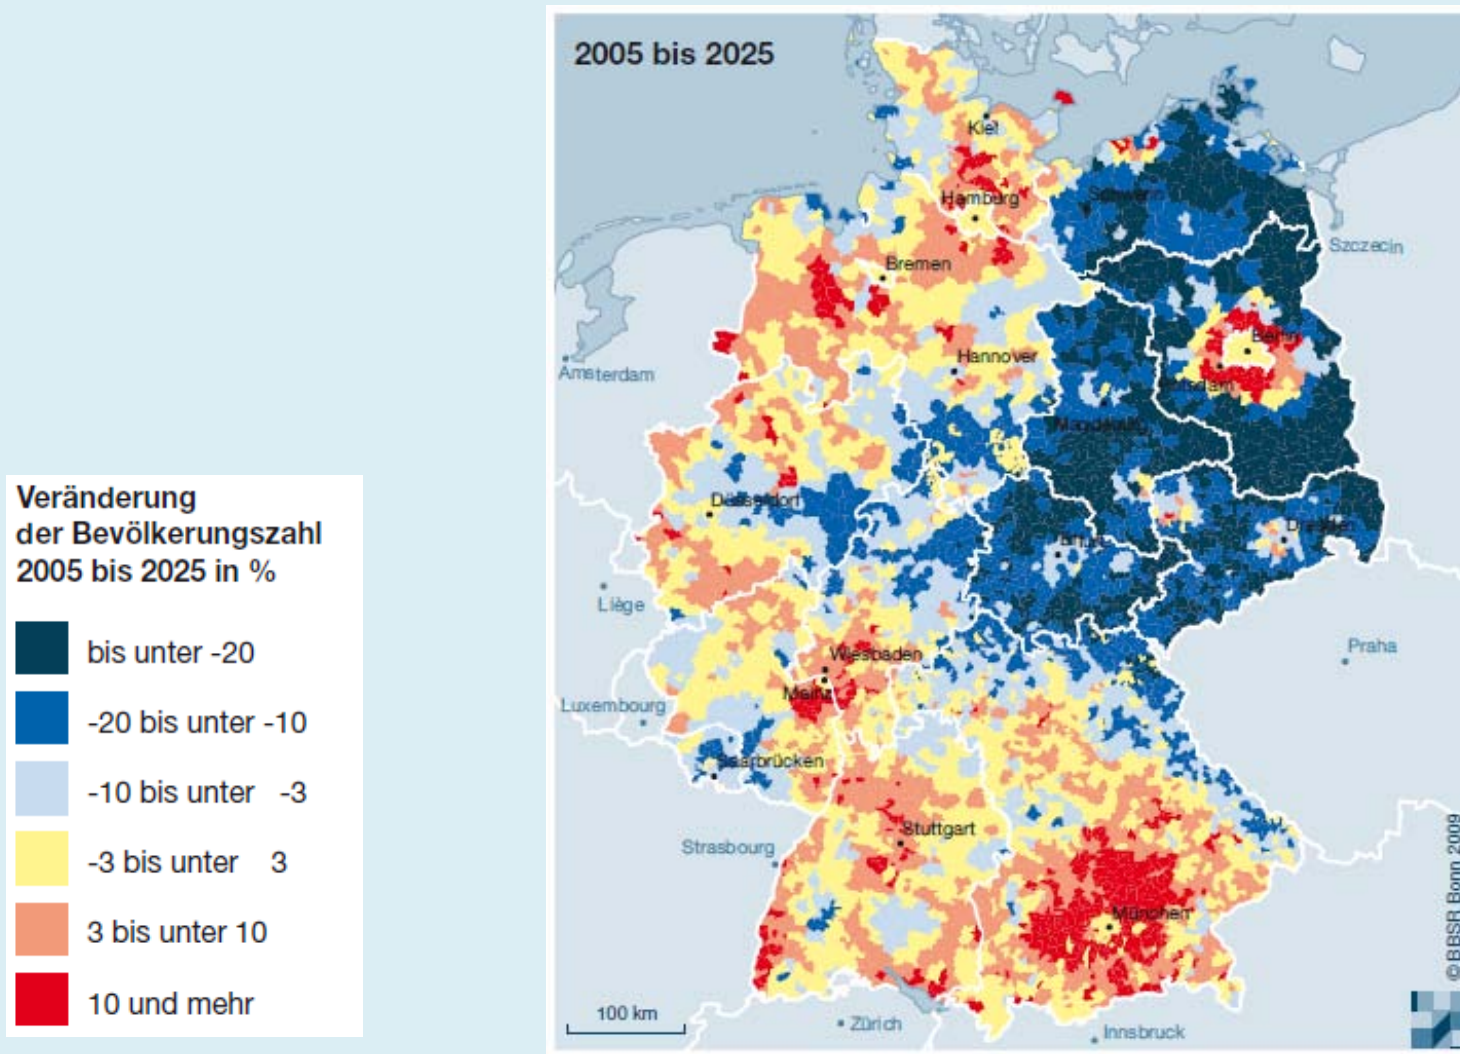 2005 bis 2025
Kiel
Hamburg
Schwerin
Szczecin
Bremen
Berlin
Hannover
Amsterdam
Potsdam
Magdeburg
Düsseldorf
Dresden
Erfurt
Liège
Praha
Wiesbaden
Mainz
Luxembourg
Saarbrücken
Stuttgart
Strasbourg
München
100 km
Zürich
Innsbruck
© BBSR Bonn 2009
Veränderung
der Bevölkerungszahl
2005 bis 2025 in %
bis unter -20
-20 bis unter -10
-10 bis unter -3
-3 bis unter 3
3 bis unter 10
10 und mehr